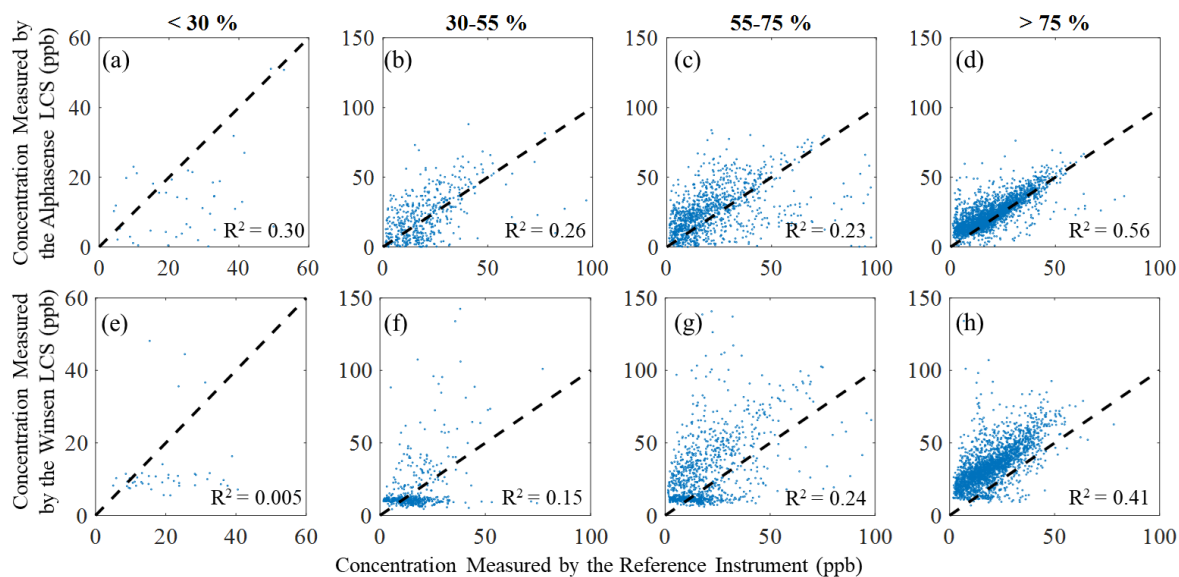 < 30 % 30-55 % 55-75 % > 75 %
Concentration Measured by
the Alphasense LCS (ppb)
60
40
20
0
(a)
R² = 0.30
0 20 40 60
150
100
50
0
(b)
R² = 0.26
0 50 100
150
100
50
0
(c)
R² = 0.23
0 50 100
150
100
50
0
(d)
R² = 0.56
0 50 100
Concentration Measured
by the Winsen LCS (ppb)
60
40
20
0
(e)
R² = 0.005
0 20 40 60
150
100
50
0
(f)
R² = 0.15
0 50 100
150
100
50
0
(g)
R² = 0.24
0 50 100
150
100
50
0
(h)
R² = 0.41
0 50 100
Concentration Measured by the Reference Instrument (ppb)